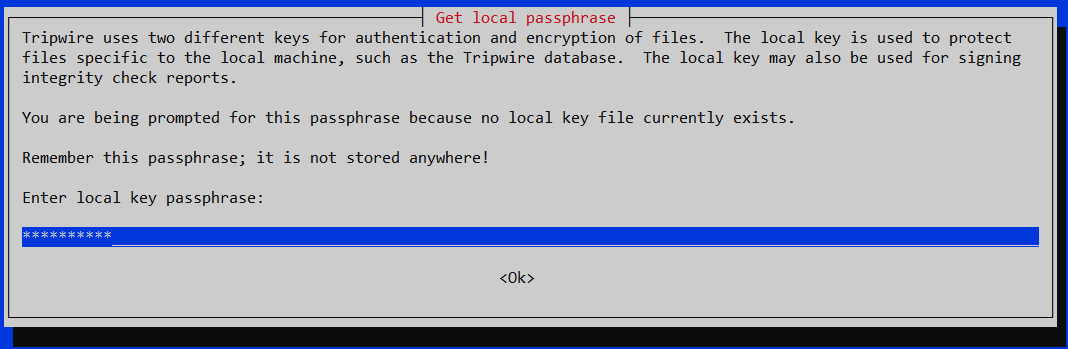 Get local passphrase
Tripwire uses two different keys for authentication and encryption of files.  The local key is used to protect
files specific to the local machine, such as the Tripwire database.  The local key may also be used for signing
integrity check reports.
You are being prompted for this passphrase because no local key file currently exists.
Remember this passphrase; it is not stored anywhere!
Enter local key passphrase:
**********
<Ok>